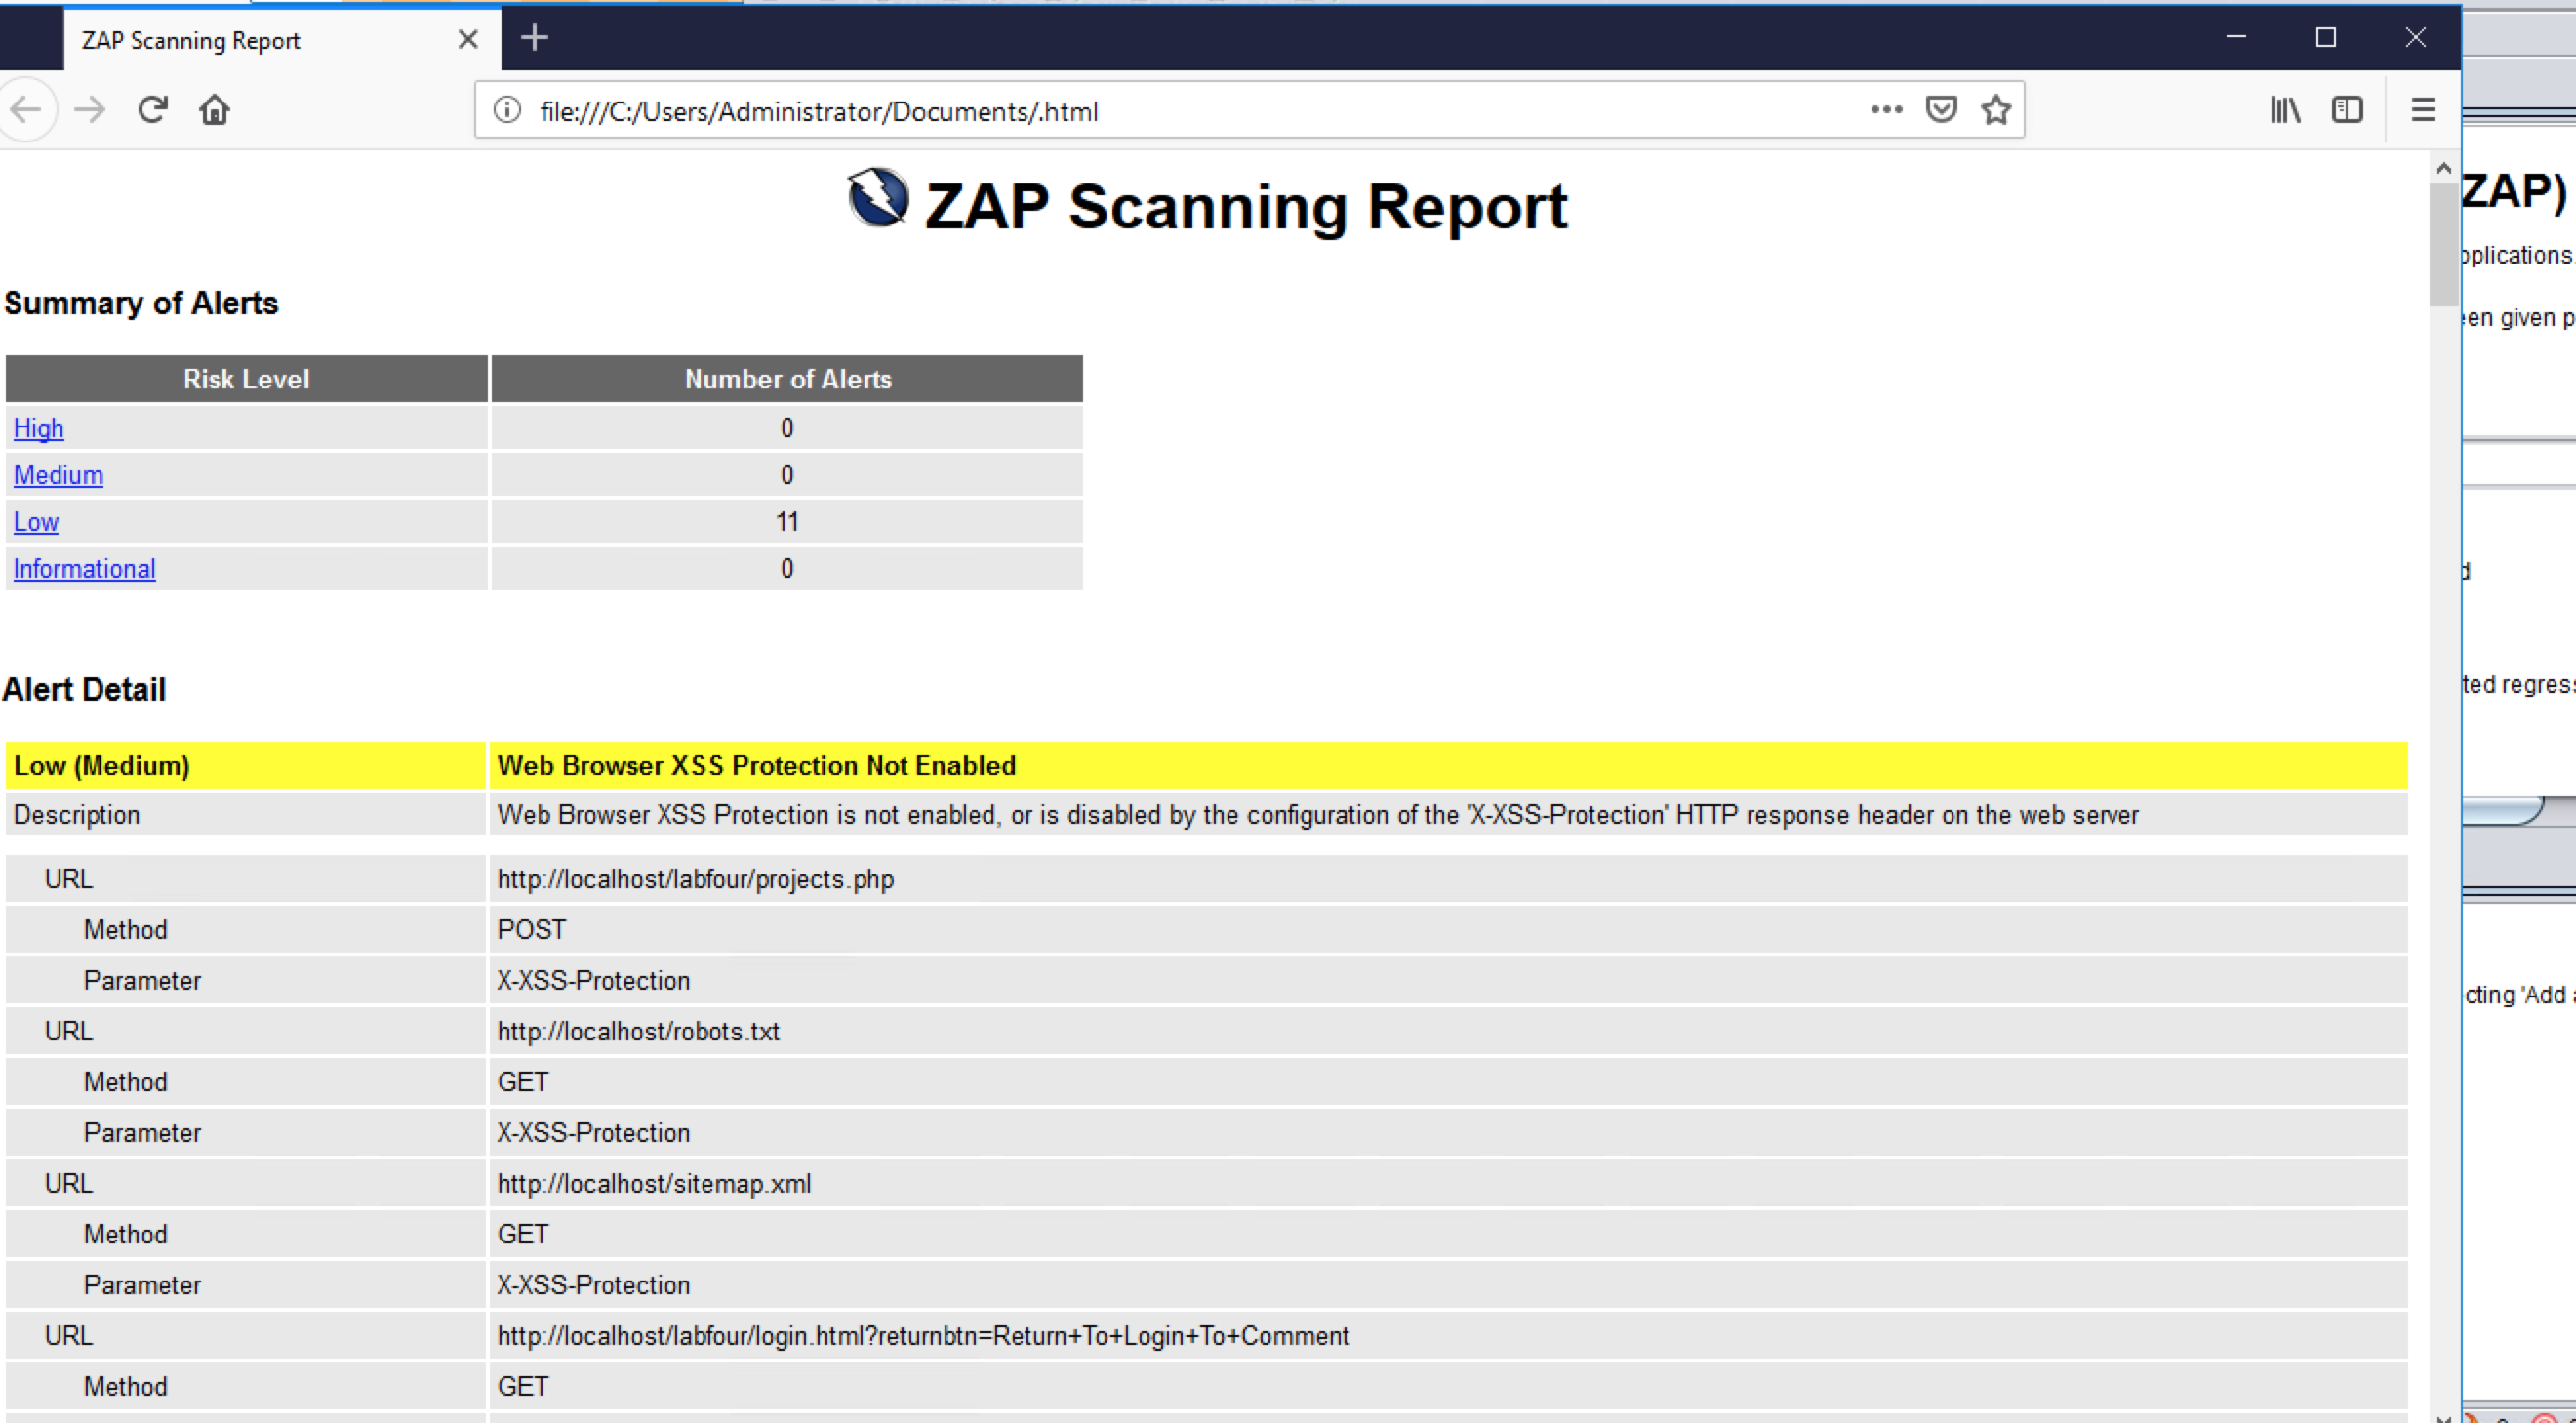 ZAP Scanning Report
file:///C:/Users/Administrator/Documents/.html
ZAP Scanning Report
Summary of Alerts
Risk Level Number of Alerts
High 0
Medium 0
Low 11
Informational 0
Alert Detail
Low (Medium) Web Browser XSS Protection Not Enabled
Description Web Browser XSS Protection is not enabled, or is disabled by the configuration of the 'X-XSS-Protection' HTTP response header on the web server
URL http://localhost/labfour/projects.php
Method POST
Parameter X-XSS-Protection
URL http://localhost/robots.txt
Method GET
Parameter X-XSS-Protection
URL http://localhost/sitemap.xml
Method GET
Parameter X-XSS-Protection
URL http://localhost/labfour/login.html?returnbtn=Return+To+Login+To+Comment
Method GET
ZAP)
pplications
en given p
d
ted regres
cting 'Add